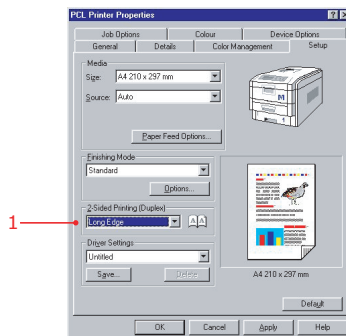 PCL Printer Properties
Job Options Colour Device Options
General Details Color Management Setup
Media
Size: A4 210 x 297 mm
Source: Auto
Paper Feed Options...
Finishing Mode
Standard
Options...
2-Sided Printing (Duplex)
1
Long Edge
Driver Settings
Untitled
Save... Delete
A4 210 x 297 mm
Default
OK Cancel Apply Help